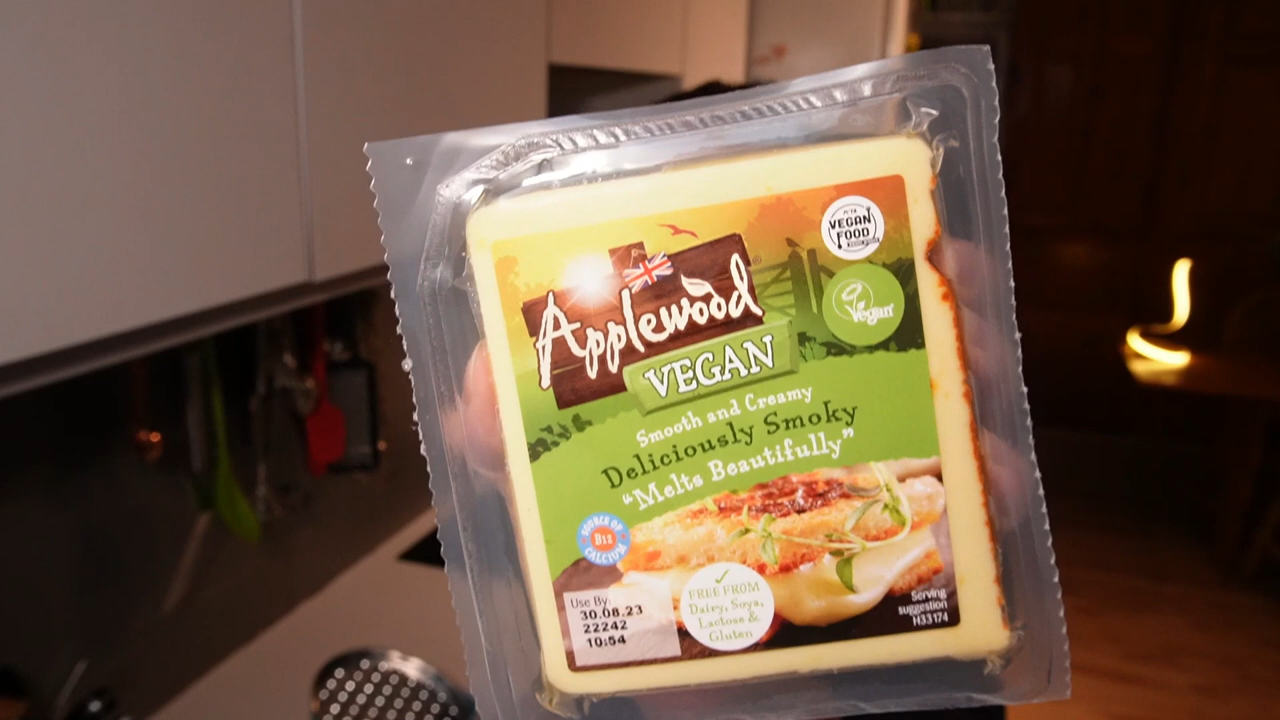 PETA
VEGAN
FOOD
Applewood®
VEGAN
Vegan
Smooth and Creamy
Deliciously Smoky
"Melts Beautifully"
SOURCE OF
B12
CALCIUM
FREE FROM
Dairy, Soya,
Lactose &
Gluten
Use By:
30.08.23
22242
10:54
Serving
suggestion
H33174